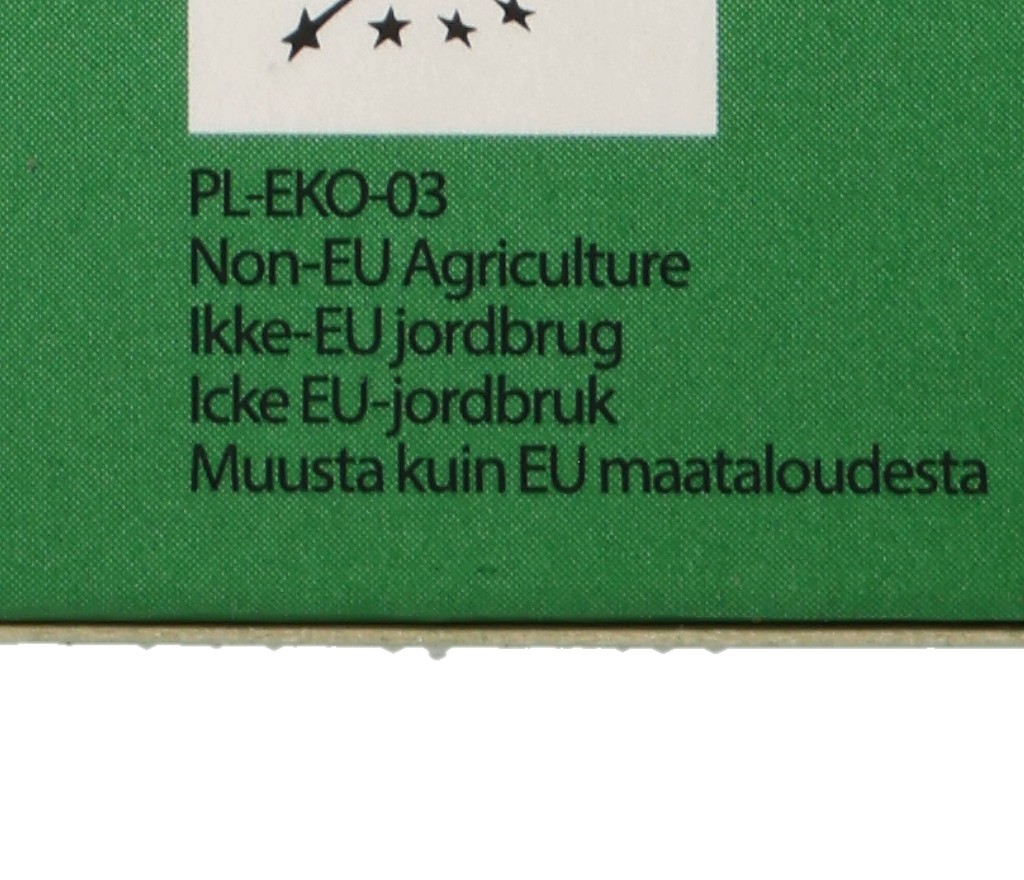 PL-EKO-03
Non-EU Agriculture
Ikke-EU jordbrug
Icke EU-jordbruk
Muusta kuin EU maataloudesta